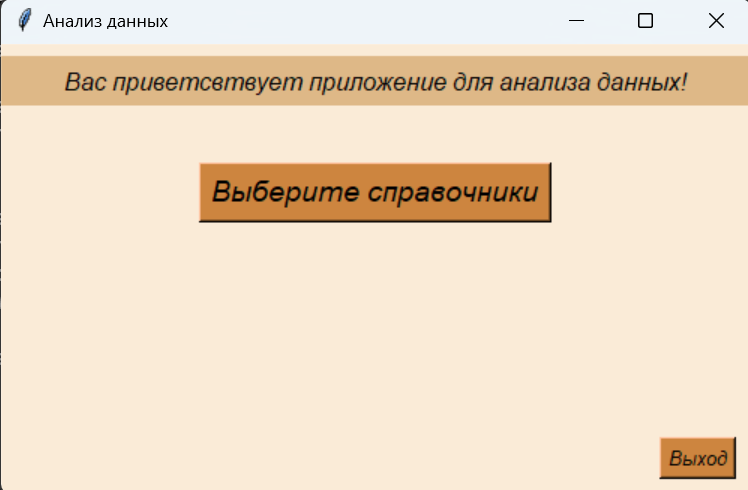 Анализ данных
Вас приветсвтвует приложение для анализа данных!
Выберите справочники
Выход